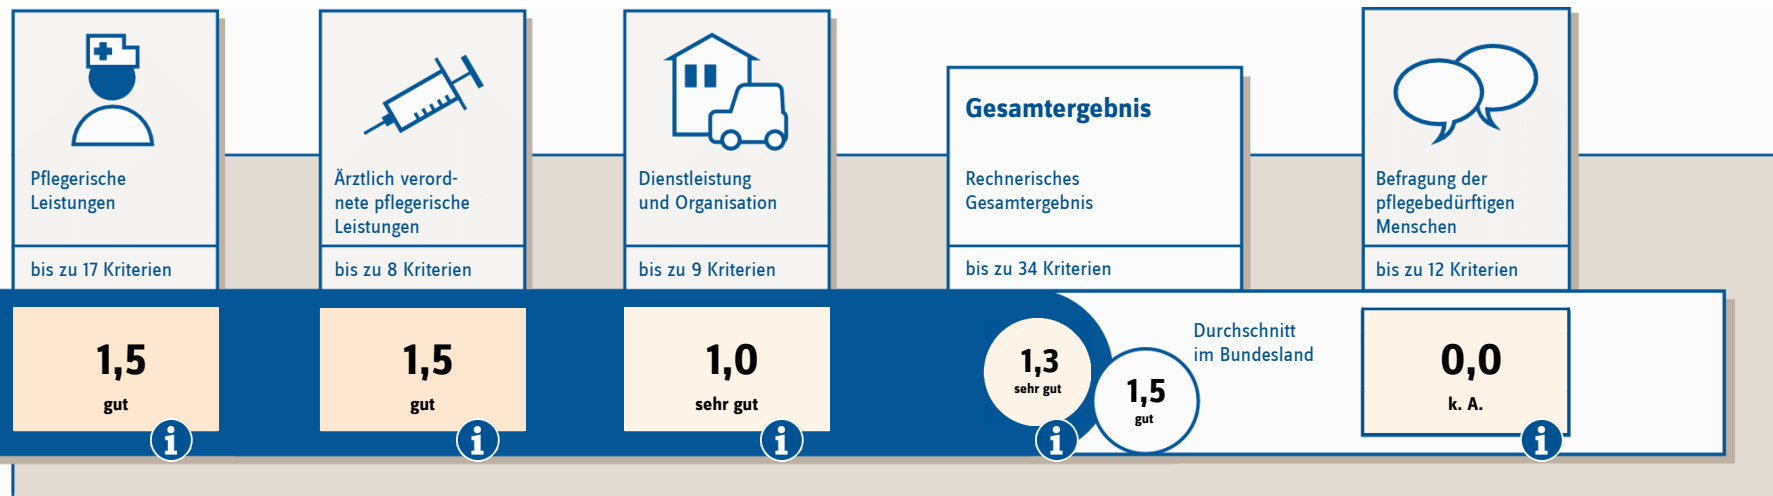 Pflegerische
Leistungen
bis zu 17 Kriterien
1,5
gut
i
Ärztlich verord-
nete pflegerische
Leistungen
bis zu 8 Kriterien
1,5
gut
i
Dienstleistung
und Organisation
bis zu 9 Kriterien
1,0
sehr gut
i
Gesamtergebnis
Rechnerisches
Gesamtergebnis
bis zu 34 Kriterien
1,3
sehr gut
i
1,5
gut
Durchschnitt
im Bundesland
Befragung der
pflegebedürftigen
Menschen
bis zu 12 Kriterien
0,0
k. A.
i